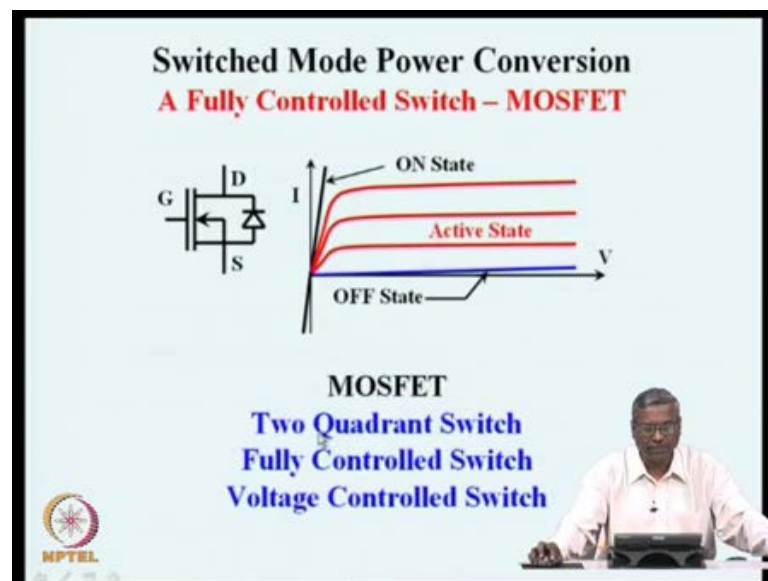 Switched Mode Power Conversion
A Fully Controlled Switch – MOSFET
ON State
D
G
I
Active State
V
S
OFF State
MOSFET
Two Quadrant Switch
Fully Controlled Switch
Voltage Controlled Switch
NPTEL